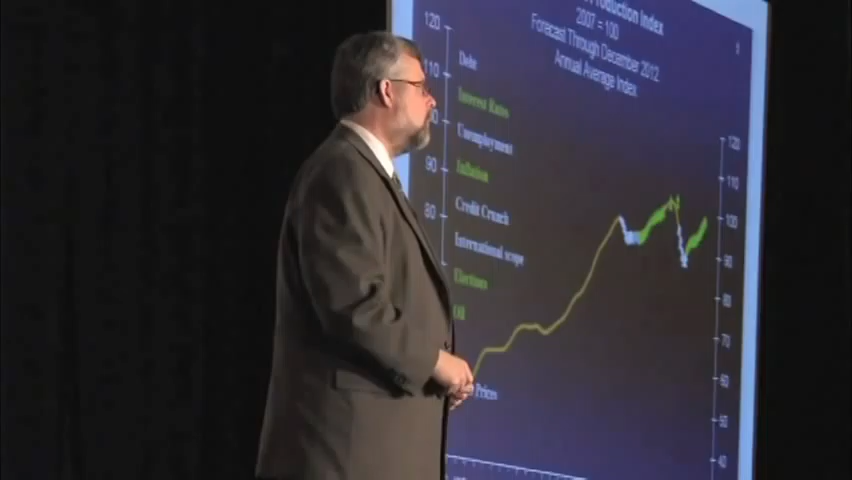 Production Index
2007 = 100
Forecast Through December 2012
Annual Average Index
120
110
90
80
Debt
Interest Rates
Unemployment
Inflation
Credit Crunch
International scope
Elections
Oil
Prices
120
110
100
90
80
70
60
50
40